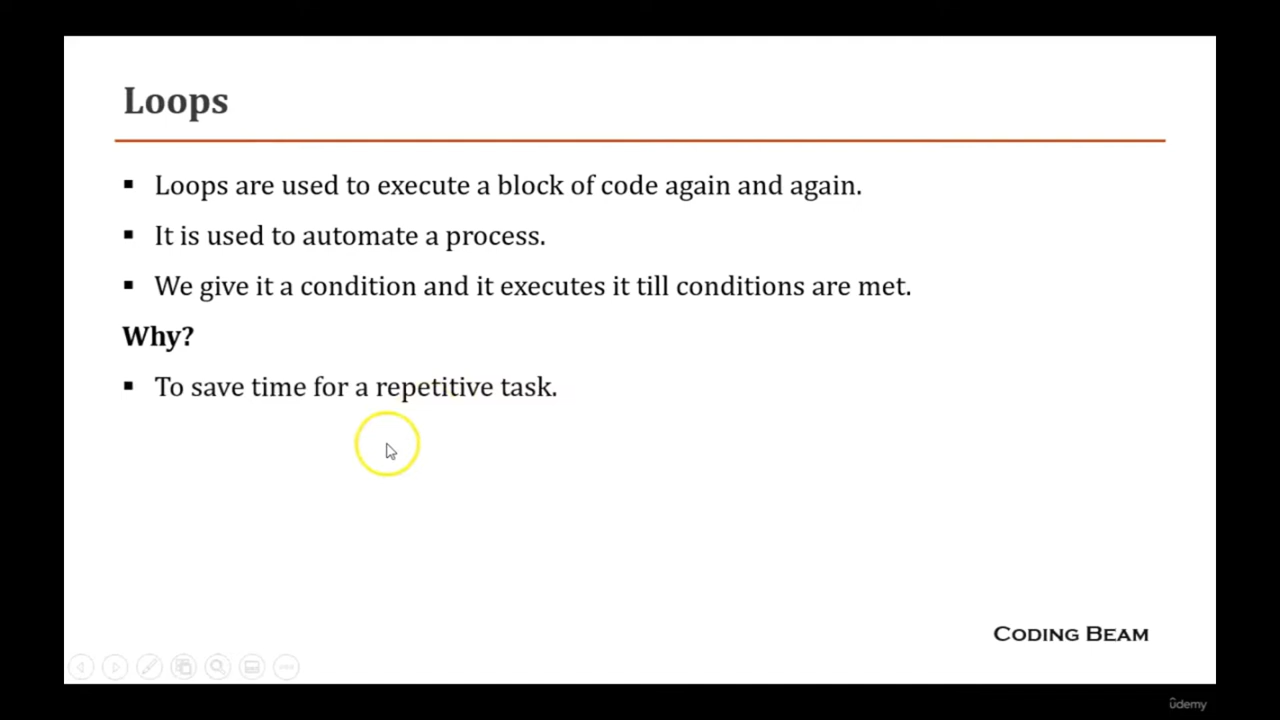 Loops
Loops are used to execute a block of code again and again.
It is used to automate a process.
We give it a condition and it executes it till conditions are met.
Why?
To save time for a repetitive task.
CODING BEAM
ûdemy